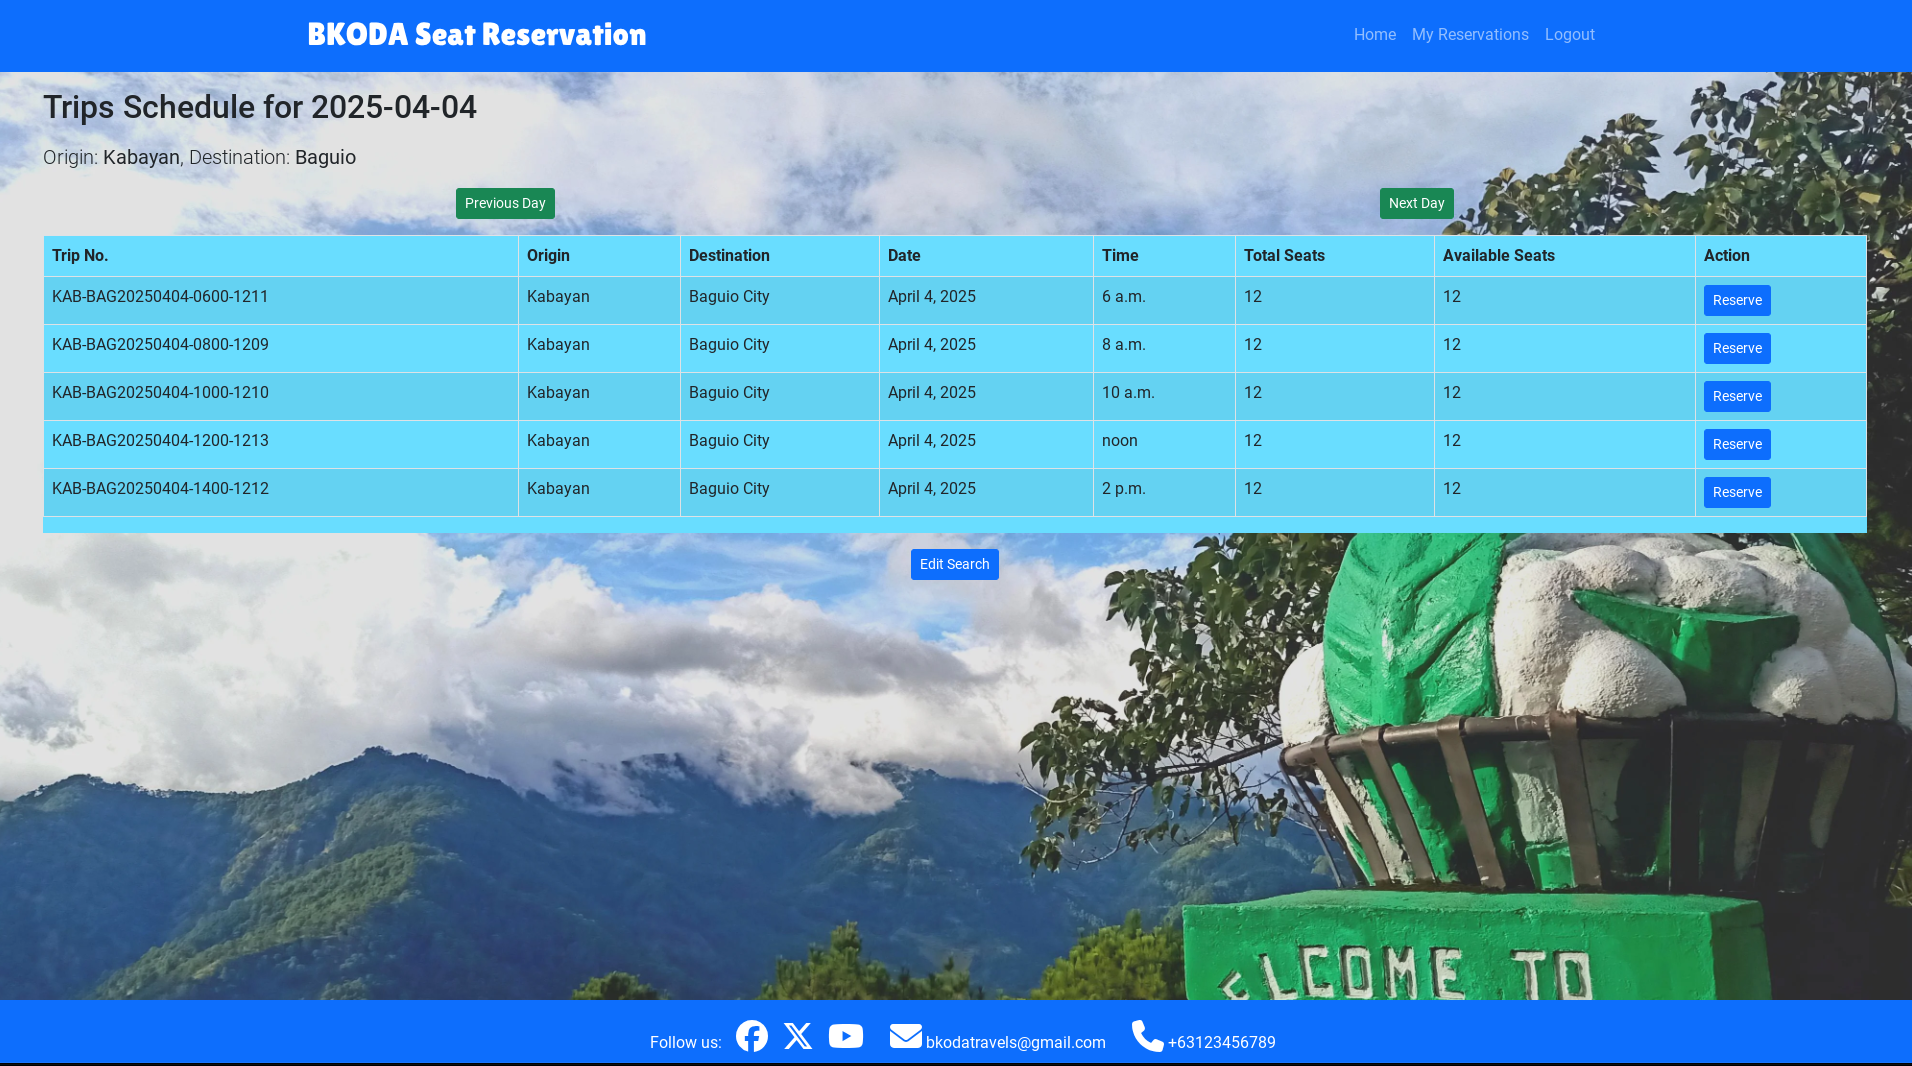 BKODA Seat Reservation
Home My Reservations Logout
Trips Schedule for 2025-04-04
Origin: Kabayan, Destination: Baguio
Previous Day Next Day
Trip No. Origin Destination Date Time Total Seats Available Seats Action
KAB-BAG20250404-0600-1211 Kabayan Baguio City April 4, 2025 6 a.m. 12 12 Reserve
KAB-BAG20250404-0800-1209 Kabayan Baguio City April 4, 2025 8 a.m. 12 12 Reserve
KAB-BAG20250404-1000-1210 Kabayan Baguio City April 4, 2025 10 a.m. 12 12 Reserve
KAB-BAG20250404-1200-1213 Kabayan Baguio City April 4, 2025 noon 12 12 Reserve
KAB-BAG20250404-1400-1212 Kabayan Baguio City April 4, 2025 2 p.m. 12 12 Reserve
Edit Search
ELCOME TO
Follow us: bkodatravels@gmail.com +63123456789